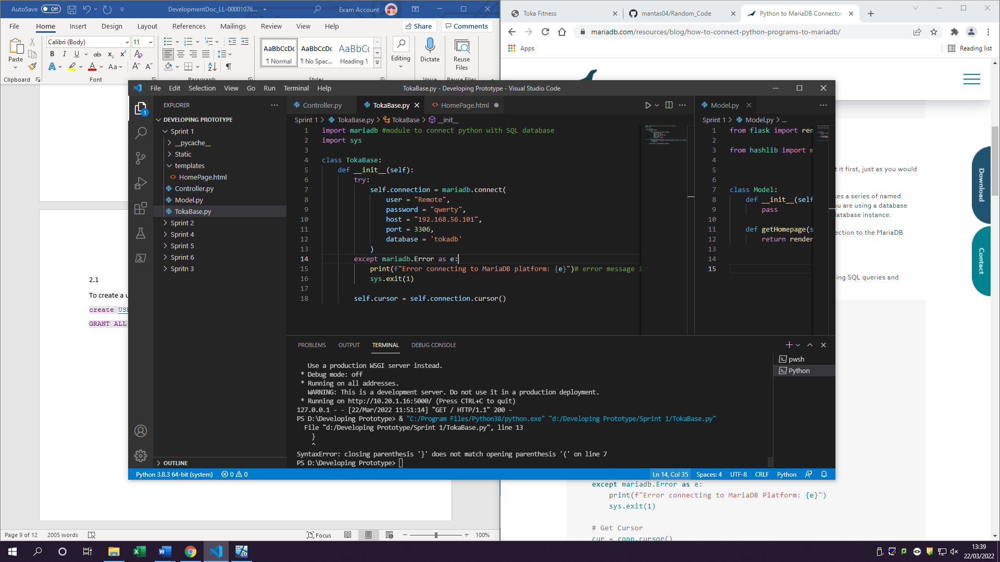 AutoSave Off DevelopmentDoc_LL-00001076... Exam Account
File Home Insert Design Layout References Mailings Review View Help Share Comments
Paste
Clipboard
Calibri (Body) 11
Font
Paragraph
AaBbCcDc AaBbCcDc AaBbCc
¶ Normal ¶ No Spac... Heading 1
Styles
Editing
Dictate
Voice
Reuse Files
Reuse Files
2.1
To create a u
create USE
GRANT ALL
Page 9 of 12 2005 words Focus 100%
Toka Fitness mantas04/Random_Code Python to MariaDB Connector
mariadb.com/resources/blog/how-to-connect-python-programs-to-mariadb/
Apps Reading list
t it first, just as you would
kes a series of named
ou are using a database
latabase instance.
ection to the MariaDB
ing SQL queries and
Download
Contact
except mariadb.Error as e:
print(f"Error connecting to MariaDB Platform: {e}")
sys.exit(1)
# Get Cursor
cur = conn.cursor()
File Edit Selection View Go Run Terminal Help TokaBase.py - Developing Prototype - Visual Studio Code
EXPLORER
1
DEVELOPING PROTOTYPE
Sprint 1
__pycache__
Static
templates
HomePage.html
Controller.py
Model.py
TokaBase.py
Sprint 2
Sprint 4
Sprint 5
Sprint 6
Spritn 3
OUTLINE
Controller.py TokaBase.py HomePage.html
Sprint 1 > TokaBase.py > TokaBase > __init__
1 import mariadb #module to connect python with SQL database
2 import sys
3
4 class TokaBase:
5 def __init__(self):
6 try:
7 self.connection = mariadb.connect(
8 user = "Remote",
9 password = "qwerty",
10 host = "192.168.56.101",
11 port = 3306,
12 database = 'tokadb'
13 )
14 except mariadb.Error as e:
15 print(f"Error connecting to MariaDB platform: {e}")# error message i
16 sys.exit(1)
17
18 self.cursor = self.connection.cursor()
Model.py
Sprint 1 > Model.py > ...
1 from flask import ren
2
3 from hashlib import m
4
5
6
7 class Model:
8 def __init__(self
9 pass
10
11 def getHomepage(s
12 return render
13
14
15
PROBLEMS OUTPUT TERMINAL DEBUG CONSOLE
pwsh
Python
Use a production WSGI server instead.
* Debug mode: off
* Running on all addresses.
WARNING: This is a development server. Do not use it in a production deployment.
* Running on http://10.20.1.16:5000/ (Press CTRL+C to quit)
127.0.0.1 - - [22/Mar/2022 11:51:14] "GET / HTTP/1.1" 200 -
PS D:\Developing Prototype> & "C:/Program Files/Python38/python.exe" "d:/Developing Prototype/Sprint 1/TokaBase.py"
File "d:/Developing Prototype/Sprint 1/TokaBase.py", line 13
}
^
SyntaxError: closing parenthesis '}' does not match opening parenthesis '(' on line 7
PS D:\Developing Prototype>
Python 3.8.3 64-bit (system) 0 0 Ln 14, Col 35 Spaces: 4 UTF-8 CRLF Python
13:39
22/03/2022